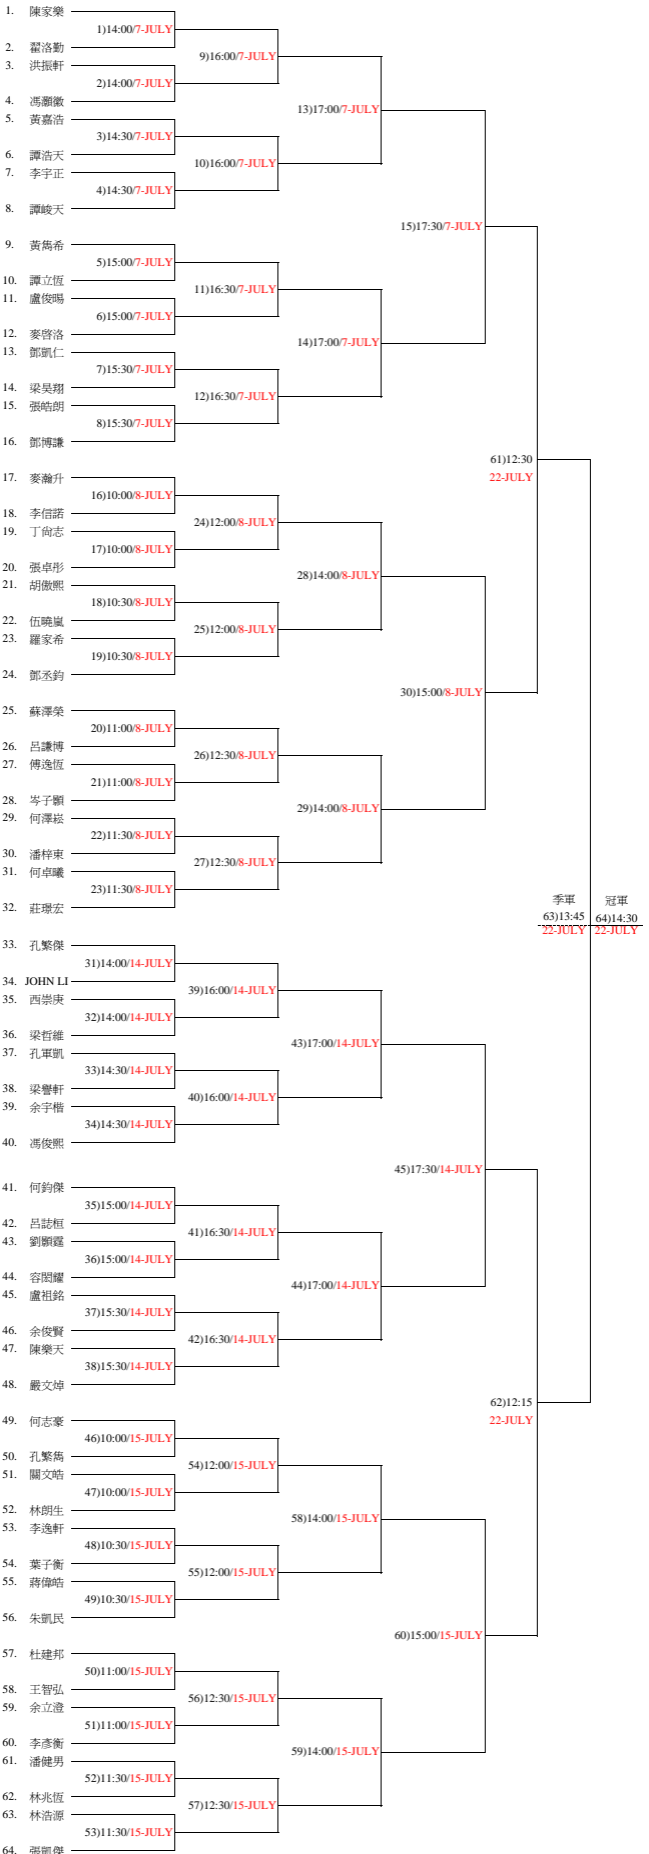 1. 陳家樂
1)14:00/7-JULY
2. 翟洛勤
9)16:00/7-JULY
3. 洪振軒
2)14:00/7-JULY
4. 馮灝徽
13)17:00/7-JULY
5. 黃嘉浩
3)14:30/7-JULY
6. 譚浩天
10)16:00/7-JULY
7. 李宇正
4)14:30/7-JULY
8. 譚峻天
15)17:30/7-JULY
9. 黃雋希
5)15:00/7-JULY
10. 譚立恆
11)16:30/7-JULY
11. 盧俊暘
6)15:00/7-JULY
12. 麥啓洛
14)17:00/7-JULY
13. 鄧凱仁
7)15:30/7-JULY
14. 梁昊翔
12)16:30/7-JULY
15. 張皓朗
8)15:30/7-JULY
16. 鄧博謙
61)12:30
22-JULY
17. 麥瀚升
16)10:00/8-JULY
18. 李信諾
24)12:00/8-JULY
19. 丁尚志
17)10:00/8-JULY
20. 張卓彤
28)14:00/8-JULY
21. 胡傲熙
18)10:30/8-JULY
22. 伍曉嵐
25)12:00/8-JULY
23. 羅家希
19)10:30/8-JULY
24. 鄧丞鈞
30)15:00/8-JULY
25. 蘇澤榮
20)11:00/8-JULY
26. 呂謙博
26)12:30/8-JULY
27. 傅逸恆
21)11:00/8-JULY
28. 岑子顥
29)14:00/8-JULY
29. 何澤崧
22)11:30/8-JULY
30. 潘梓東
27)12:30/8-JULY
31. 何卓曦
23)11:30/8-JULY
32. 莊璟宏
季軍 冠軍
63)13:45 64)14:30
22-JULY 22-JULY
33. 孔繁傑
31)14:00/14-JULY
34. JOHN LI
39)16:00/14-JULY
35. 西崇庚
32)14:00/14-JULY
36. 梁哲維
43)17:00/14-JULY
37. 孔軍凱
33)14:30/14-JULY
38. 梁譽軒
40)16:00/14-JULY
39. 余宇楷
34)14:30/14-JULY
40. 馮俊熙
45)17:30/14-JULY
41. 何鈞傑
35)15:00/14-JULY
42. 呂誌桓
41)16:30/14-JULY
43. 劉顥霆
36)15:00/14-JULY
44. 容閎耀
44)17:00/14-JULY
45. 盧祖銘
37)15:30/14-JULY
46. 余俊賢
42)16:30/14-JULY
47. 陳樂天
38)15:30/14-JULY
48. 嚴文焯
62)12:15
22-JULY
49. 何志豪
46)10:00/15-JULY
50. 孔繁雋
54)12:00/15-JULY
51. 關文皓
47)10:00/15-JULY
52. 林朗生
58)14:00/15-JULY
53. 李逸軒
48)10:30/15-JULY
54. 葉子衡
55)12:00/15-JULY
55. 蔣偉皓
49)10:30/15-JULY
56. 朱凱民
60)15:00/15-JULY
57. 杜建邦
50)11:00/15-JULY
58. 王智弘
56)12:30/15-JULY
59. 余立澄
51)11:00/15-JULY
60. 李彥衡
59)14:00/15-JULY
61. 潘健男
52)11:30/15-JULY
62. 林兆恆
57)12:30/15-JULY
63. 林浩源
53)11:30/15-JULY
64. 張凱傑